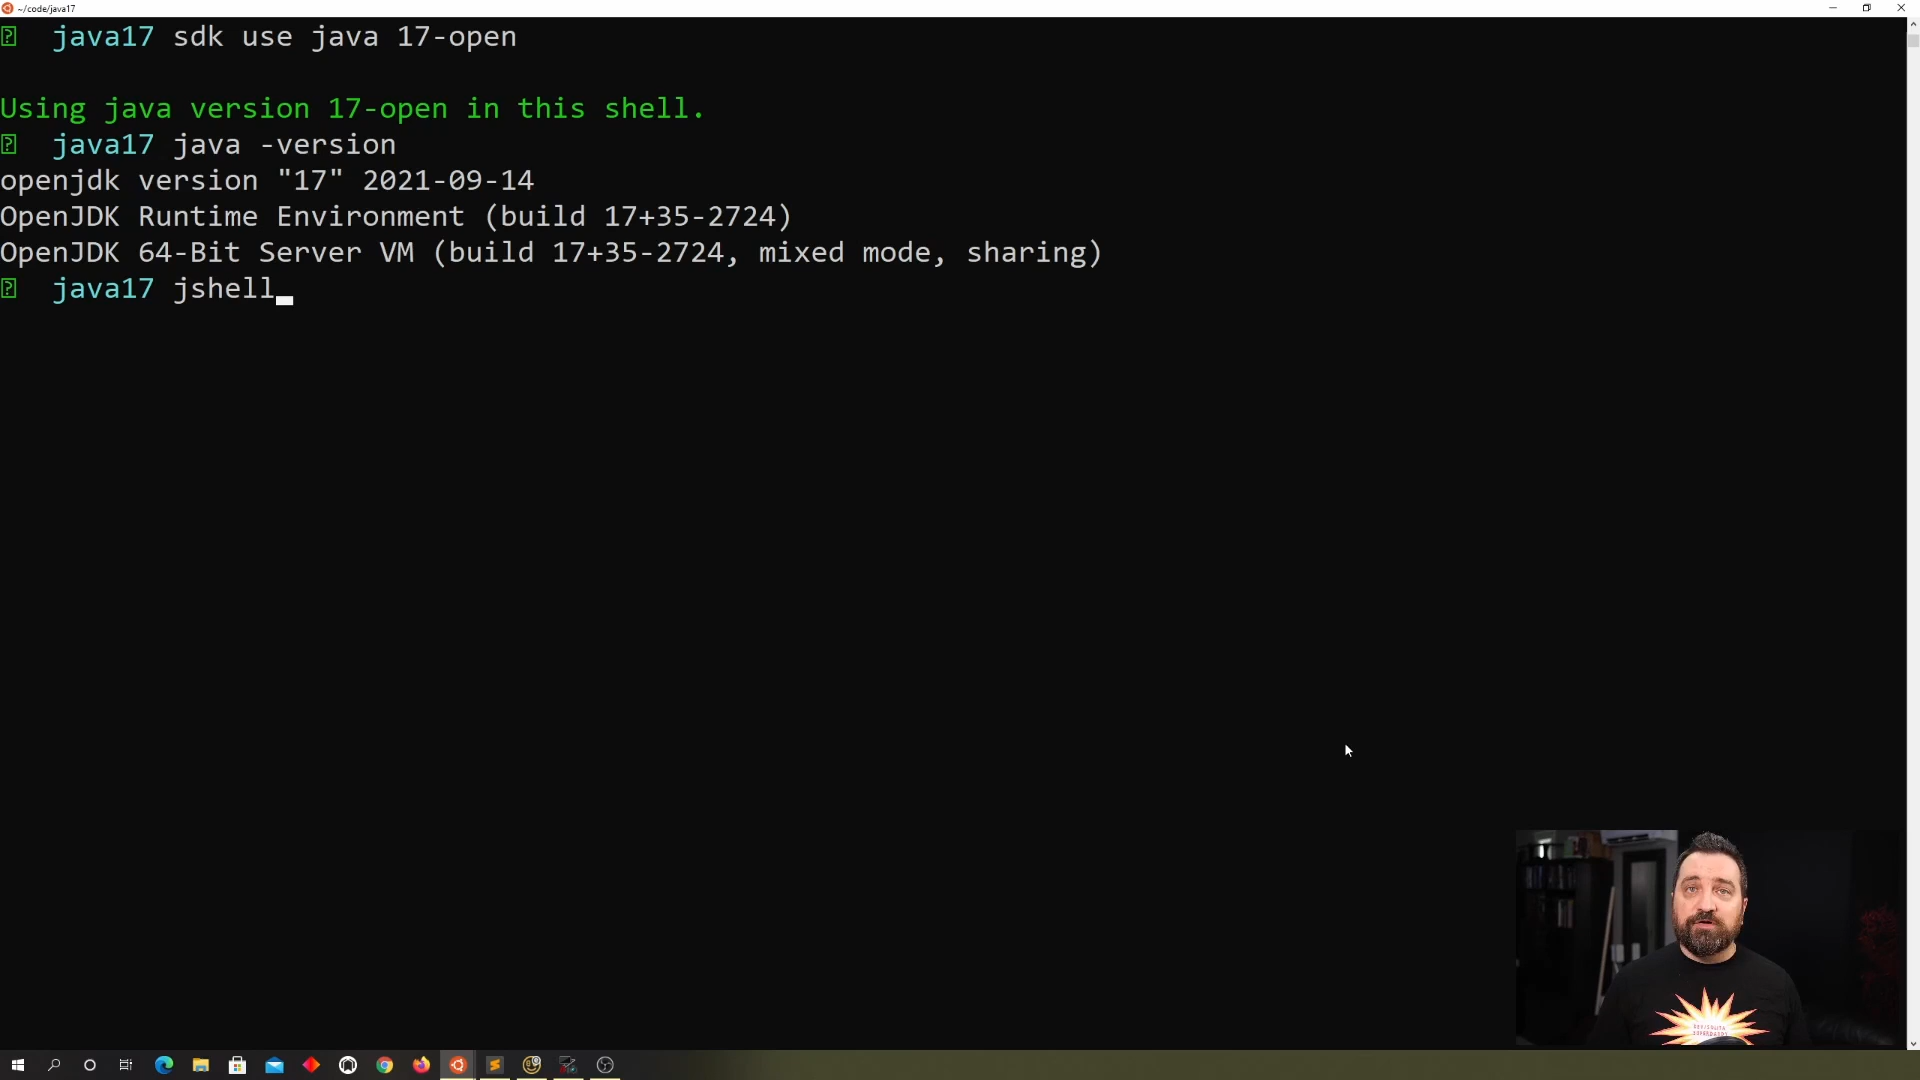 ~/code/java17
java17 sdk use java 17-open
Using java version 17-open in this shell.
java17 java -version
openjdk version "17" 2021-09-14
OpenJDK Runtime Environment (build 17+35-2724)
OpenJDK 64-Bit Server VM (build 17+35-2724, mixed mode, sharing)
java17 jshell